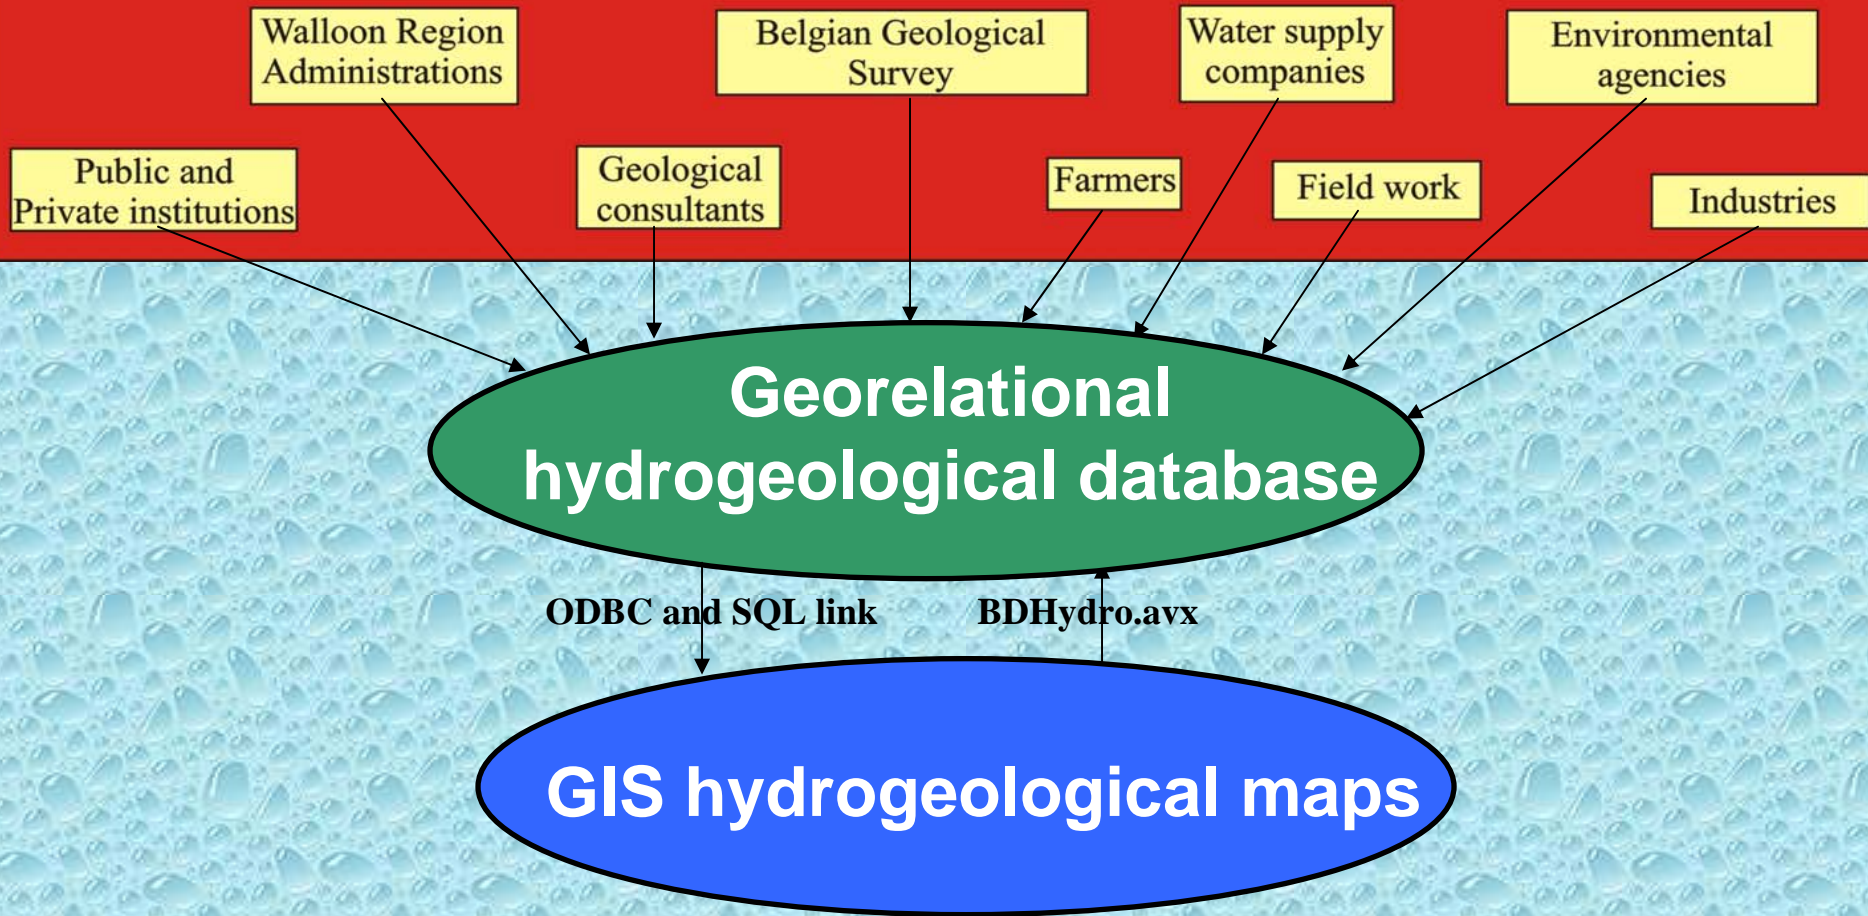 Walloon Region
Administrations
Belgian Geological
Survey
Water supply
companies
Environmental
agencies
Public and
Private institutions
Geological
consultants
Farmers
Field work
Industries
Georelational
hydrogeological database
ODBC and SQL link
BDHydro.avx
GIS hydrogeological maps